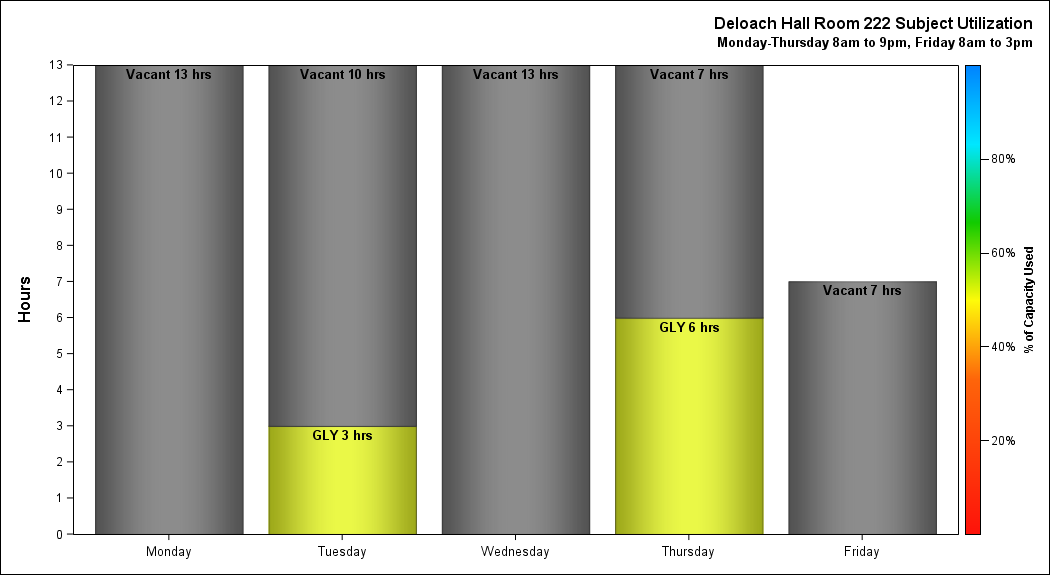 Deloach Hall Room 222 Subject Utilization
Monday-Thursday 8am to 9pm, Friday 8am to 3pm
Hours
13
12
11
10
9
8
7
6
5
4
3
2
1
0
Vacant 13 hrs
Vacant 10 hrs
GLY 3 hrs
Vacant 13 hrs
Vacant 7 hrs
GLY 6 hrs
Vacant 7 hrs
Monday
Tuesday
Wednesday
Thursday
Friday
80%
60%
40%
20%
% of Capacity Used